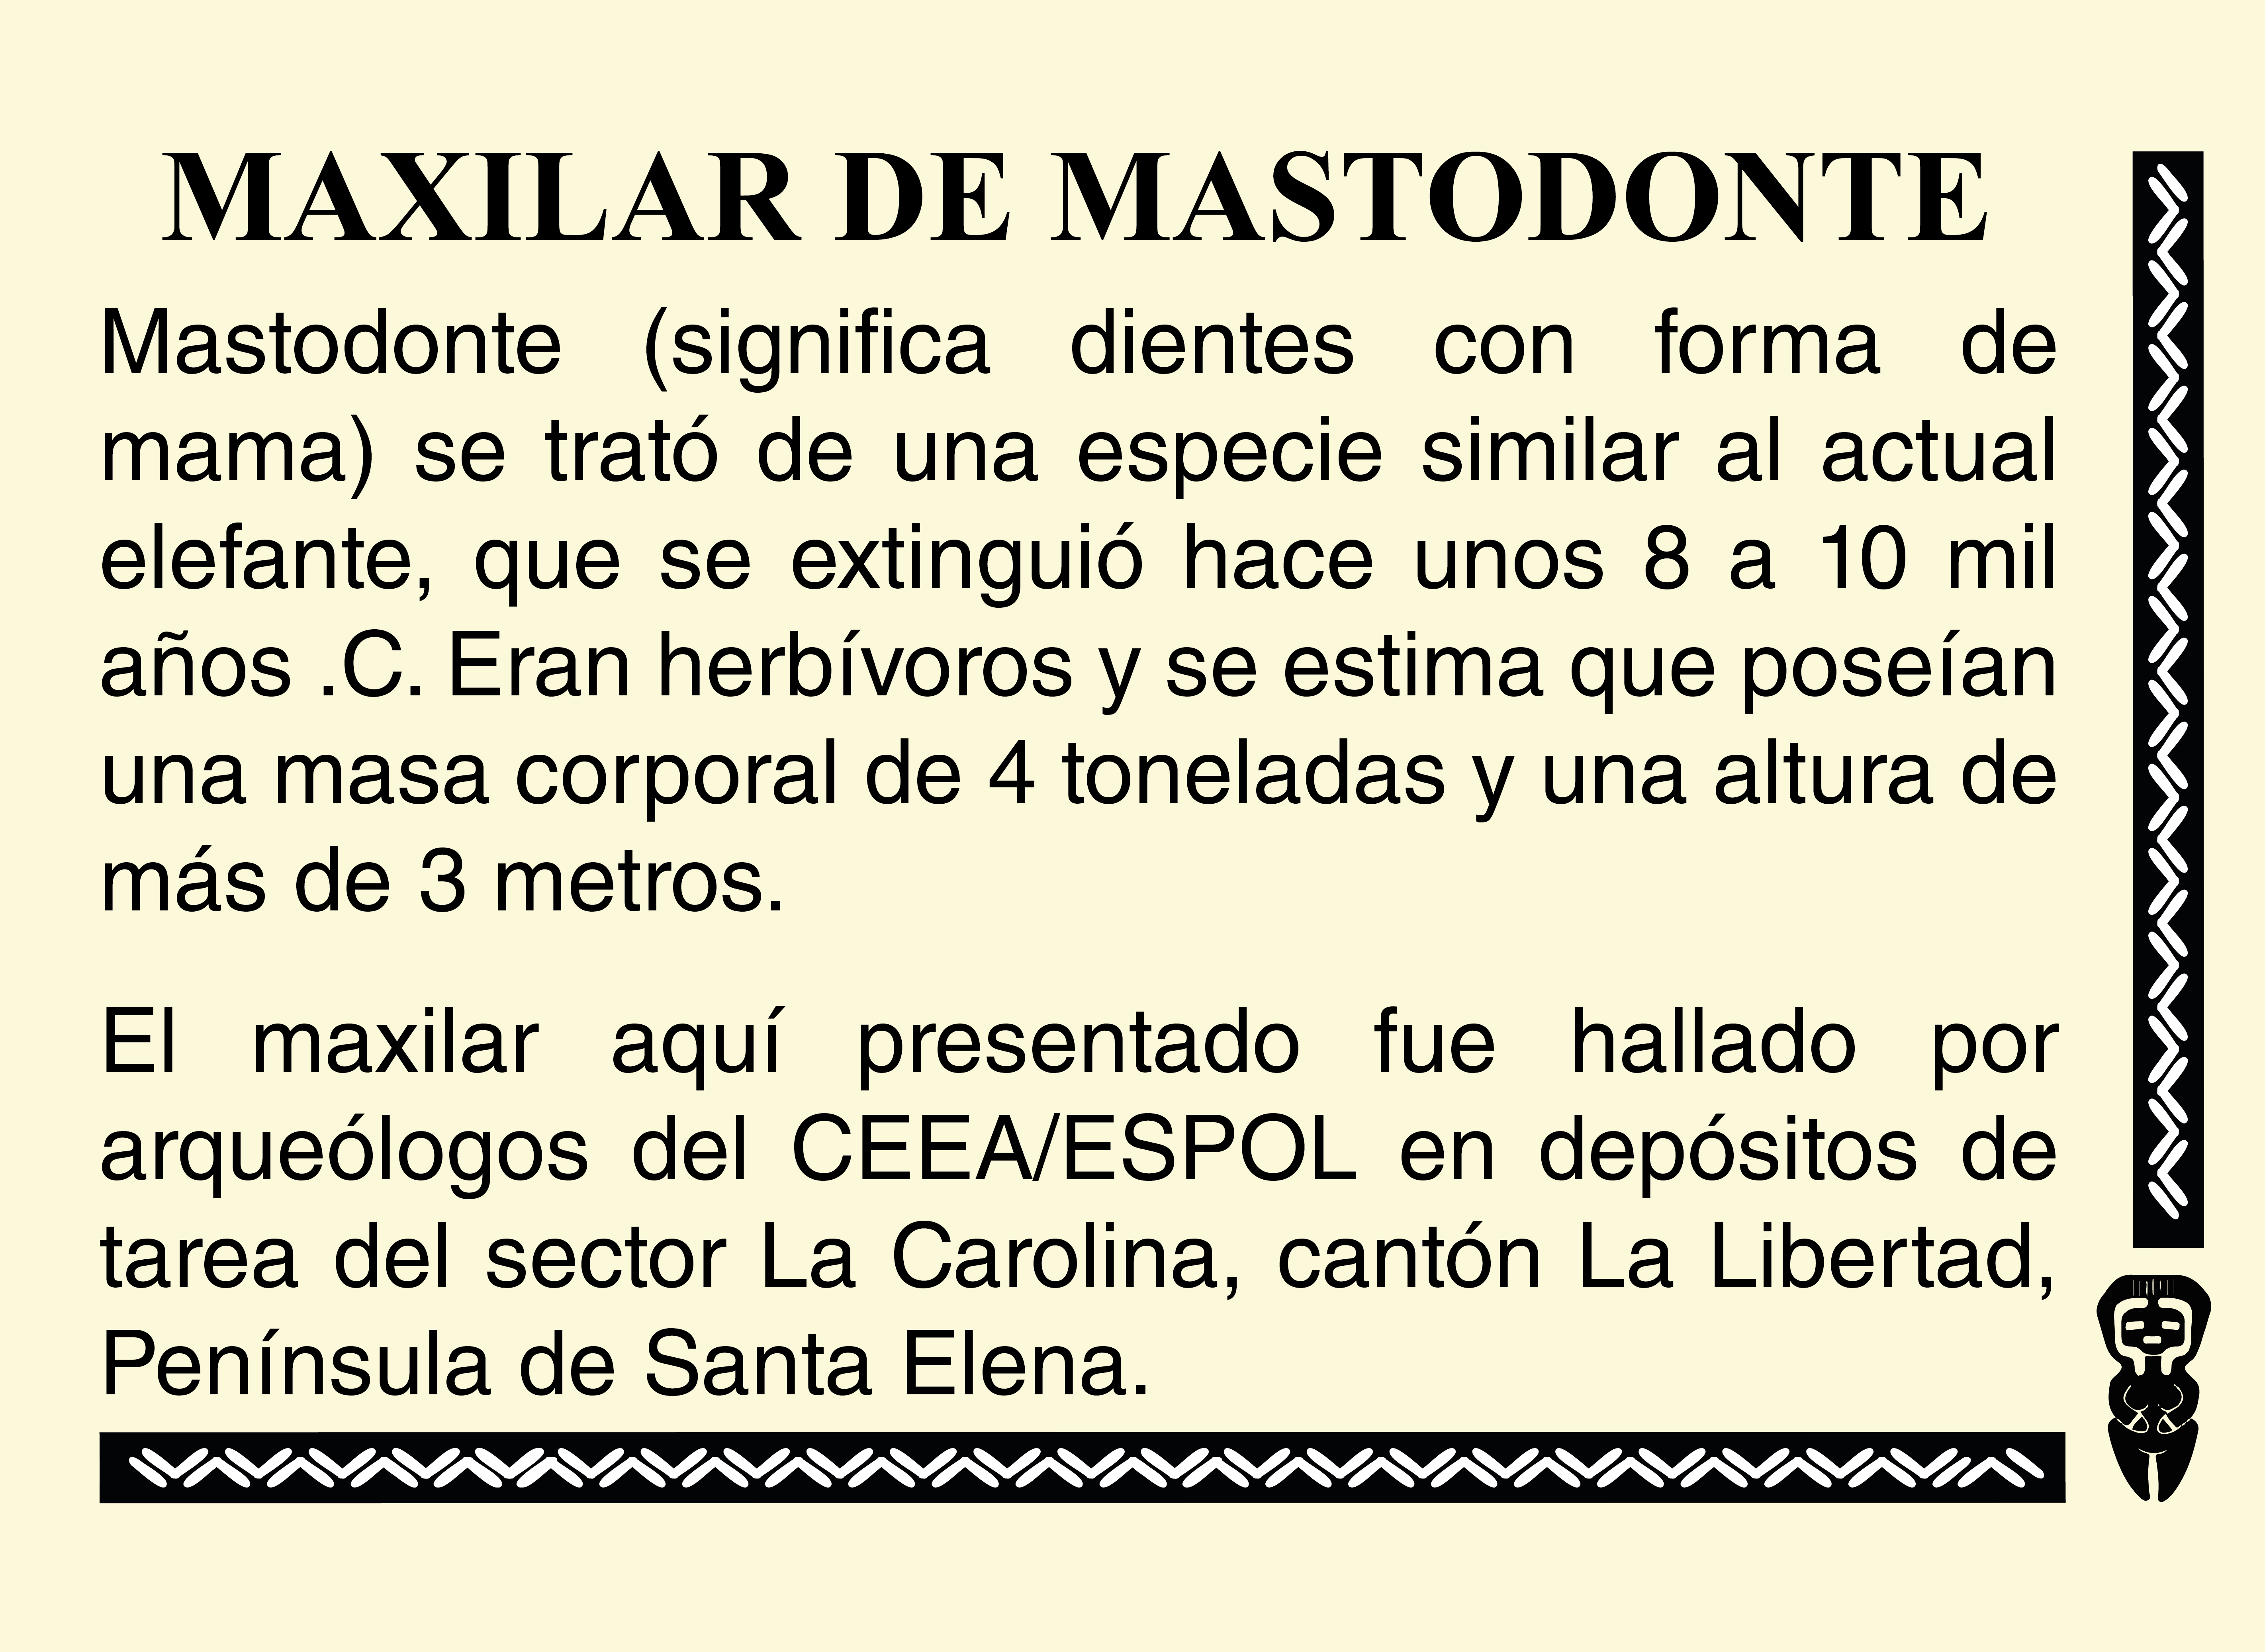 MAXILAR DE MASTODONTE
Mastodonte (significa dientes con forma de
mama) se trató de una especie similar al actual
elefante, que se extinguió hace unos 8 a 10 mil
años .C. Eran herbívoros y se estima que poseían
una masa corporal de 4 toneladas y una altura de
más de 3 metros.
El maxilar aquí presentado fue hallado por
arqueólogos del CEEA/ESPOL en depósitos de
tarea del sector La Carolina, cantón La Libertad,
Península de Santa Elena.